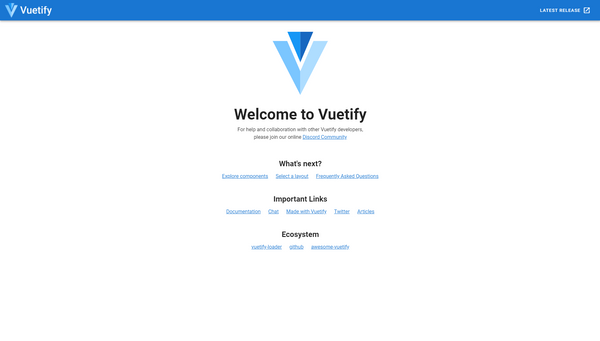 Vuetify
LATEST RELEASE
Welcome to Vuetify
For help and collaboration with other Vuetify developers,
please join our online Discord Community
What's next?
Explore components Select a layout Frequently Asked Questions
Important Links
Documentation Chat Made with Vuetify Twitter Articles
Ecosystem
vuetify-loader github awesome-vuetify